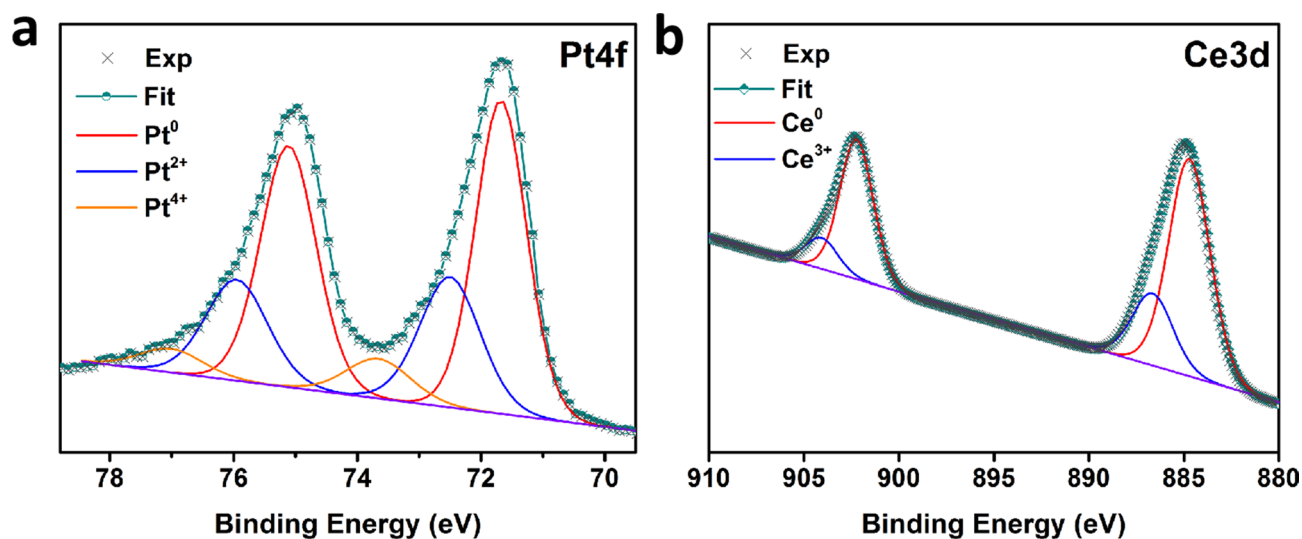 a
Pt4f
Exp
Fit
Pt⁰
Pt²⁺
Pt⁴⁺
78 76 74 72 70
Binding Energy (eV)
b
Ce3d
Exp
Fit
Ce⁰
Ce³⁺
910 905 900 895 890 885 880
Binding Energy (eV)